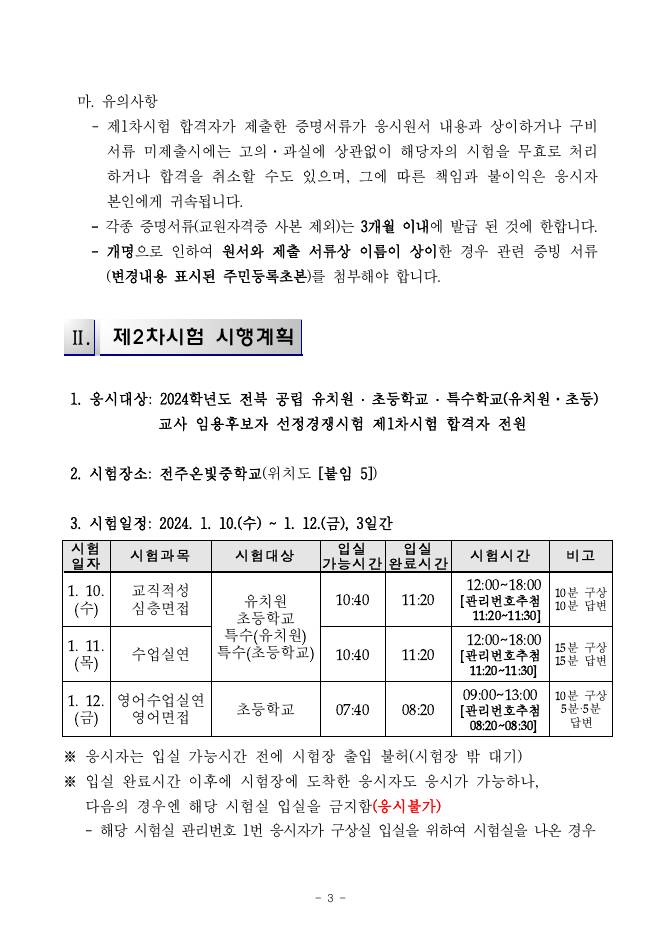 마. 유의사항
- 제1차시험 합격자가 제출한 증명서류가 응시원서 내용과 상이하거나 구비
서류 미제출시에는 고의·과실에 상관없이 해당자의 시험을 무효로 처리
하거나 합격을 취소할 수도 있으며, 그에 따른 책임과 불이익은 응시자
본인에게 귀속됩니다.
- 각종 증명서류(교원자격증 사본 제외)는 3개월 이내에 발급 된 것에 한합니다.
- 개명으로 인하여 원서와 제출 서류상 이름이 상이한 경우 관련 증빙 서류
(변경내용 표시된 주민등록초본)를 첨부해야 합니다.
Ⅱ. 제2차시험 시행계획
1. 응시대상: 2024학년도 전북 공립 유치원·초등학교·특수학교(유치원·초등)
교사 임용후보자 선정경쟁시험 제1차시험 합격자 전원
2. 시험장소: 전주온빛중학교(위치도 [붙임 5])
3. 시험일정: 2024. 1. 10.(수) ~ 1. 12.(금), 3일간
시험 일자 시험과목 시험대상 입실 가능시간 입실 완료시간 시험시간 비고
1. 10. (수) 교직적성 심층면접 유치원 초등학교 특수(유치원) 특수(초등학교) 10:40 11:20 12:00~18:00 [관리번호추첨 11:20~11:30] 10분 구상 10분 답변
1. 11. (목) 수업실연 10:40 11:20 12:00~18:00 [관리번호추첨 11:20~11:30] 15분 구상 15분 답변
1. 12. (금) 영어수업실연 영어면접 초등학교 07:40 08:20 09:00~13:00 [관리번호추첨 08:20~08:30] 10분 구상 5분·5분 답변
※ 응시자는 입실 가능시간 전에 시험장 출입 불허(시험장 밖 대기)
※ 입실 완료시간 이후에 시험장에 도착한 응시자도 응시가 가능하나,
다음의 경우엔 해당 시험실 입실을 금지함(응시불가)
- 해당 시험실 관리번호 1번 응시자가 구상실 입실을 위하여 시험실을 나온 경우
- 3 -